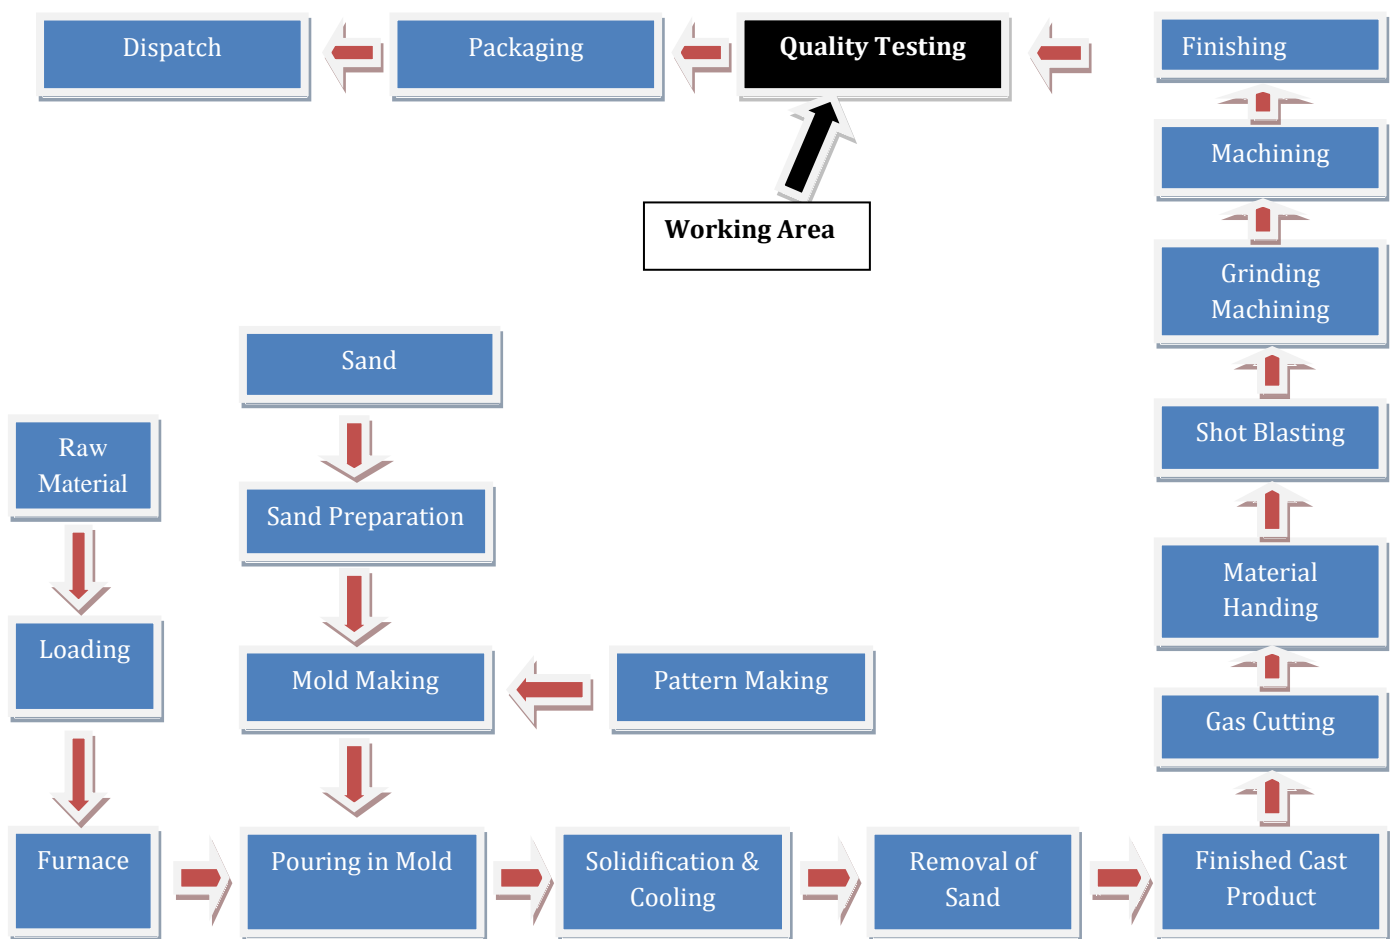 Dispatch
Packaging
Quality Testing
Finishing
Machining
Working Area
Grinding
Machining
Sand
Raw
Material
Shot Blasting
Sand Preparation
Material
Handing
Loading
Mold Making
Pattern Making
Gas Cutting
Furnace
Pouring in Mold
Solidification &
Cooling
Removal of
Sand
Finished Cast
Product